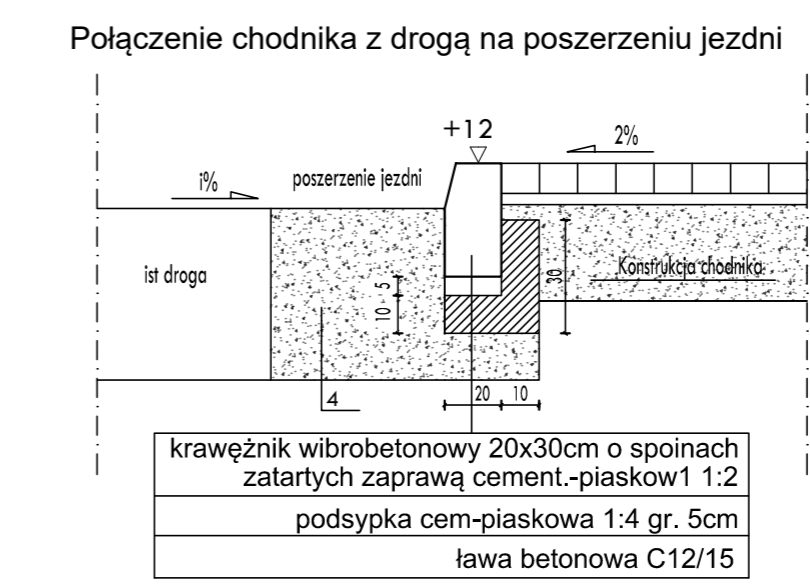 Połączenie chodnika z drogą na poszerzeniu jezdni
+12
2%
i%
poszerzenie jezdni
ist droga
Konstrukcja chodnika
5
30
10
4
20
10
krawężnik wibrobetonowy 20x30cm o spoinach
zatartych zaprawą cement.-piaskow1 1:2
podsypka cem-piaskowa 1:4 gr. 5cm
ława betonowa C12/15